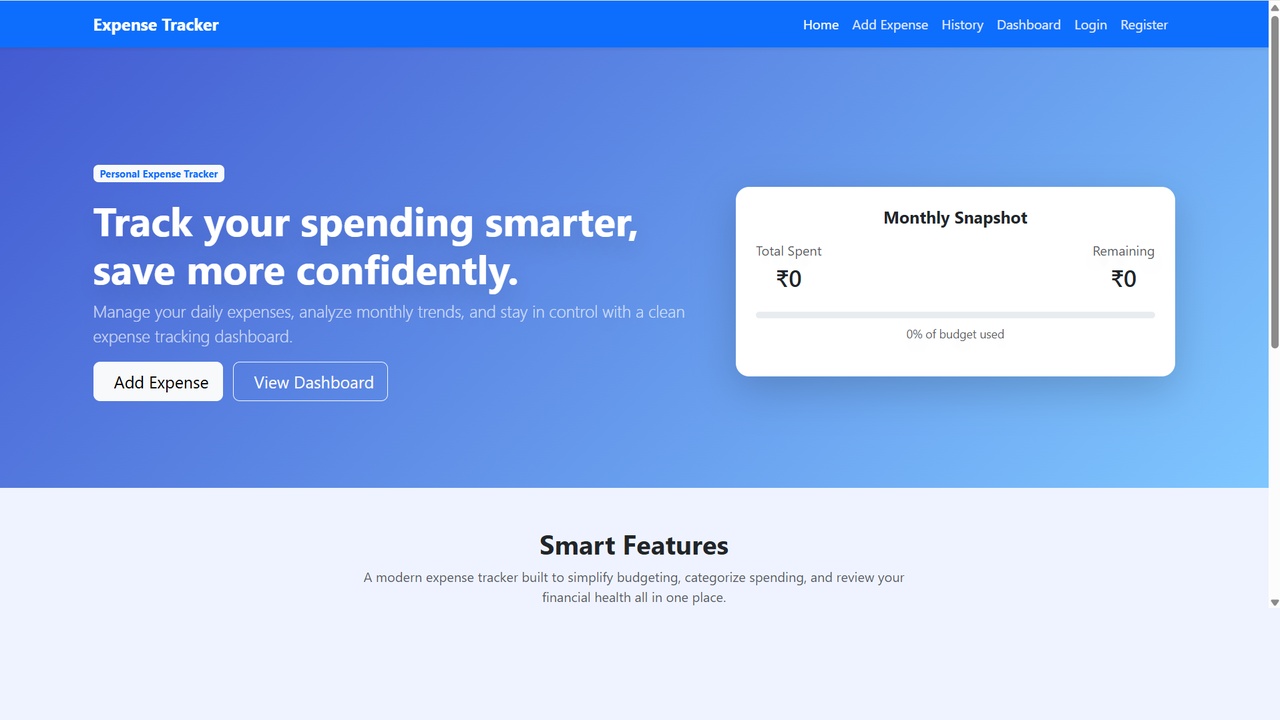 Expense Tracker
Home Add Expense History Dashboard Login Register
Personal Expense Tracker
Track your spending smarter,
save more confidently.
Manage your daily expenses, analyze monthly trends, and stay in control with a clean
expense tracking dashboard.
Add Expense View Dashboard
Monthly Snapshot
Total Spent Remaining
₹0 ₹0
0% of budget used
Smart Features
A modern expense tracker built to simplify budgeting, categorize spending, and review your
financial health all in one place.